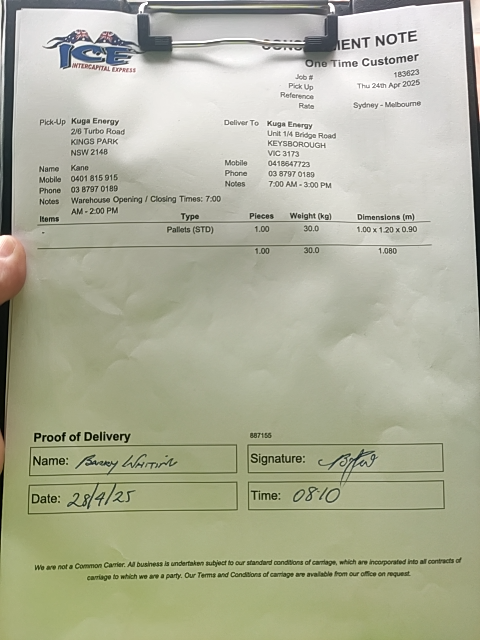 ICE
INTERCAPITAL EXPRESS
CONSIGNMENT NOTE
One Time Customer
Job # 183623
Pick Up Thu 24th Apr 2025
Reference
Rate Sydney - Melbourne
Pick-Up Kuga Energy
2/6 Turbo Road
KINGS PARK
NSW 2148
Name Kane
Mobile 0401 815 915
Phone 03 8797 0189
Notes Warehouse Opening / Closing Times: 7:00
AM - 2:00 PM
Deliver To Kuga Energy
Unit 1/4 Bridge Road
KEYSBOROUGH
VIC 3173
Mobile 0418647723
Phone 03 8797 0189
Notes 7:00 AM - 3:00 PM
Items Type Pieces Weight (kg) Dimensions (m)
- Pallets (STD) 1.00 30.0 1.00 x 1.20 x 0.90
1.00 30.0 1.080
Proof of Delivery 887155
Name: Barry Whiting
Signature:
Date: 28/4/25
Time: 08:10
We are not a Common Carrier. All business is undertaken subject to our standard conditions of carriage, which are incorporated into all contracts of
carriage to which we are a party. Our Terms and Conditions of carriage are available from our office on request.